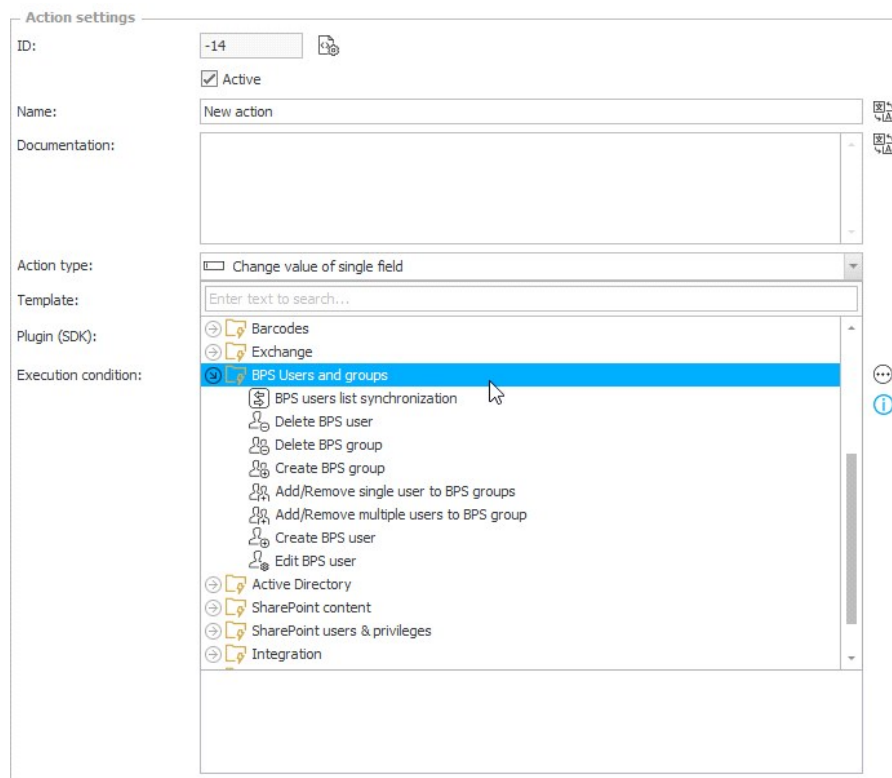 Action settings
ID: -14
Active
Name: New action
Documentation:
Action type: Change value of single field
Template: Enter text to search...
Barcodes
Plugin (SDK):
Exchange
Execution condition: BPS Users and groups
BPS users list synchronization
Delete BPS user
Delete BPS group
Create BPS group
Add/Remove single user to BPS groups
Add/Remove multiple users to BPS group
Create BPS user
Edit BPS user
Active Directory
SharePoint content
SharePoint users & privileges
Integration